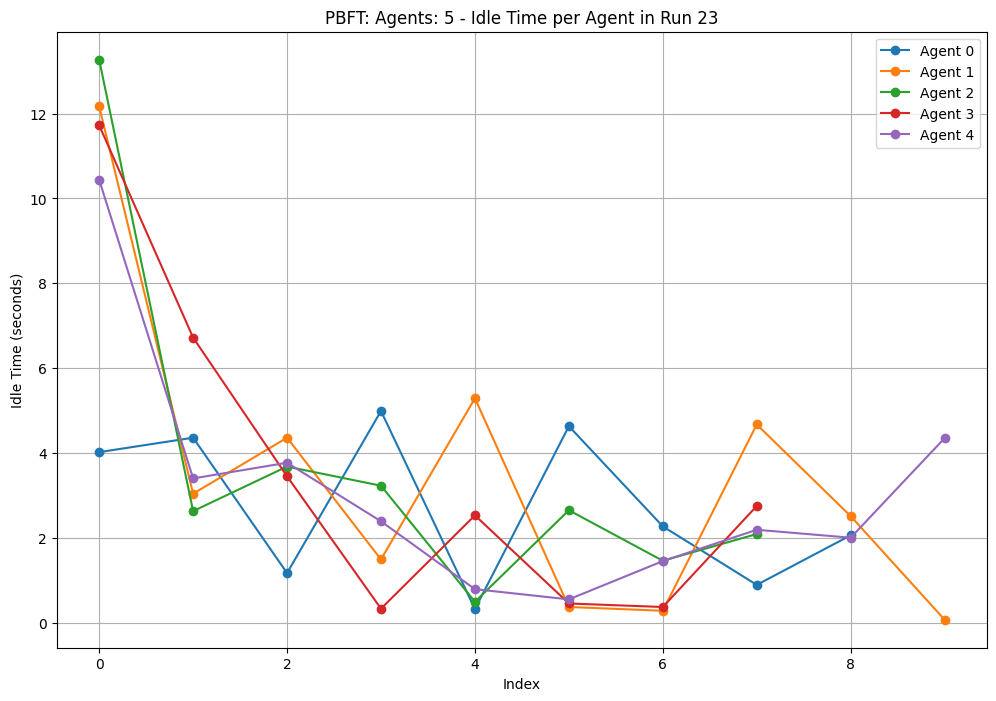 PBFT: Agents: 5 - Idle Time per Agent in Run 23
Agent 0
Agent 1
Agent 2
Agent 3
Agent 4
Idle Time (seconds)
12
10
8
6
4
2
0
0 2 4 6 8
Index